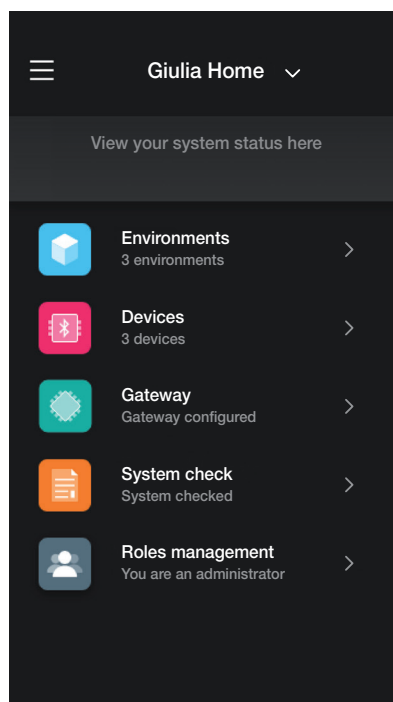 Giulia Home
View your system status here
Environments
3 environments
Devices
3 devices
Gateway
Gateway configured
System check
System checked
Roles management
You are an administrator